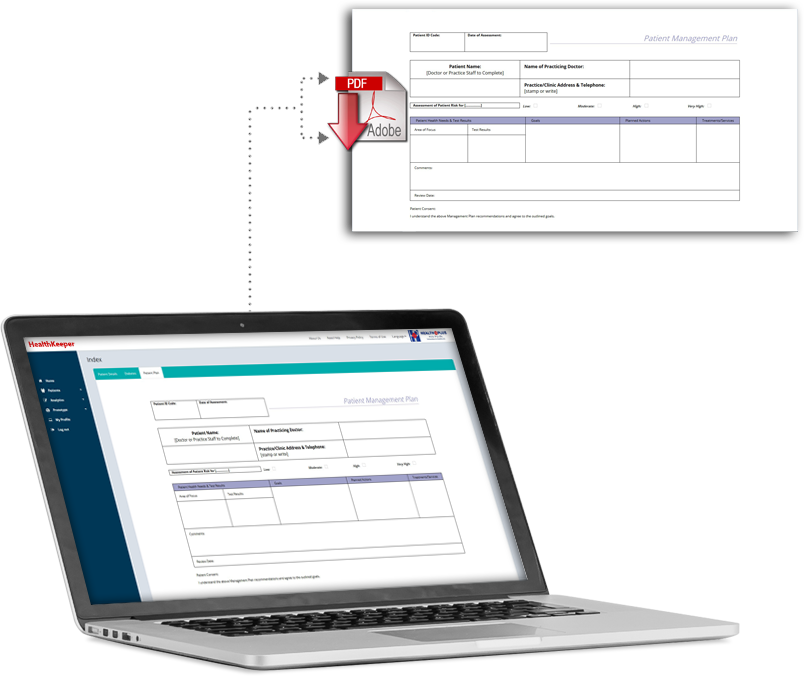 Patient ID Code:
Date of Assessment:
Patient Management Plan
Patient Name:
[Doctor or Practice Staff to Complete]
Name of Practicing Doctor:
Practice/Clinic Address & Telephone:
[stamp or write]
Assessment of Patient Risk for [..............]
Low:
Moderate:
High:
Very High:
Patient Health Needs & Test Results:
Goals
Planned Actions
Treatments/Services
Area of Focus
Test Results:
Comments:
Review Date:
Patient Consent:
I understand the above Management Plan recommendations and agree to the outlined goals.
PDF
Adobe
HealthKeeper
About Us
Privacy Policy
Terms of Use
Language
HEALTH PLUS
Index
Patient Details
Patient Plan
Home
Patients
Analytics
Prototype
My Profile
Log out
Patient ID Code:
Date of Assessment:
Patient Management Plan
Patient Name:
[Doctor or Practice Staff to Complete]
Name of Practicing Doctor:
Practice/Clinic Address & Telephone:
[stamp or write]
Assessment of Patient Risk for [..............]
Low:
Moderate:
High:
Very High:
Patient Health Needs & Test Results:
Goals
Planned Actions
Treatments/Services
Area of Focus
Test Results:
Comments:
Review Date:
Patient Consent:
I understand the above Management Plan recommendations and agree to the outlined goals.